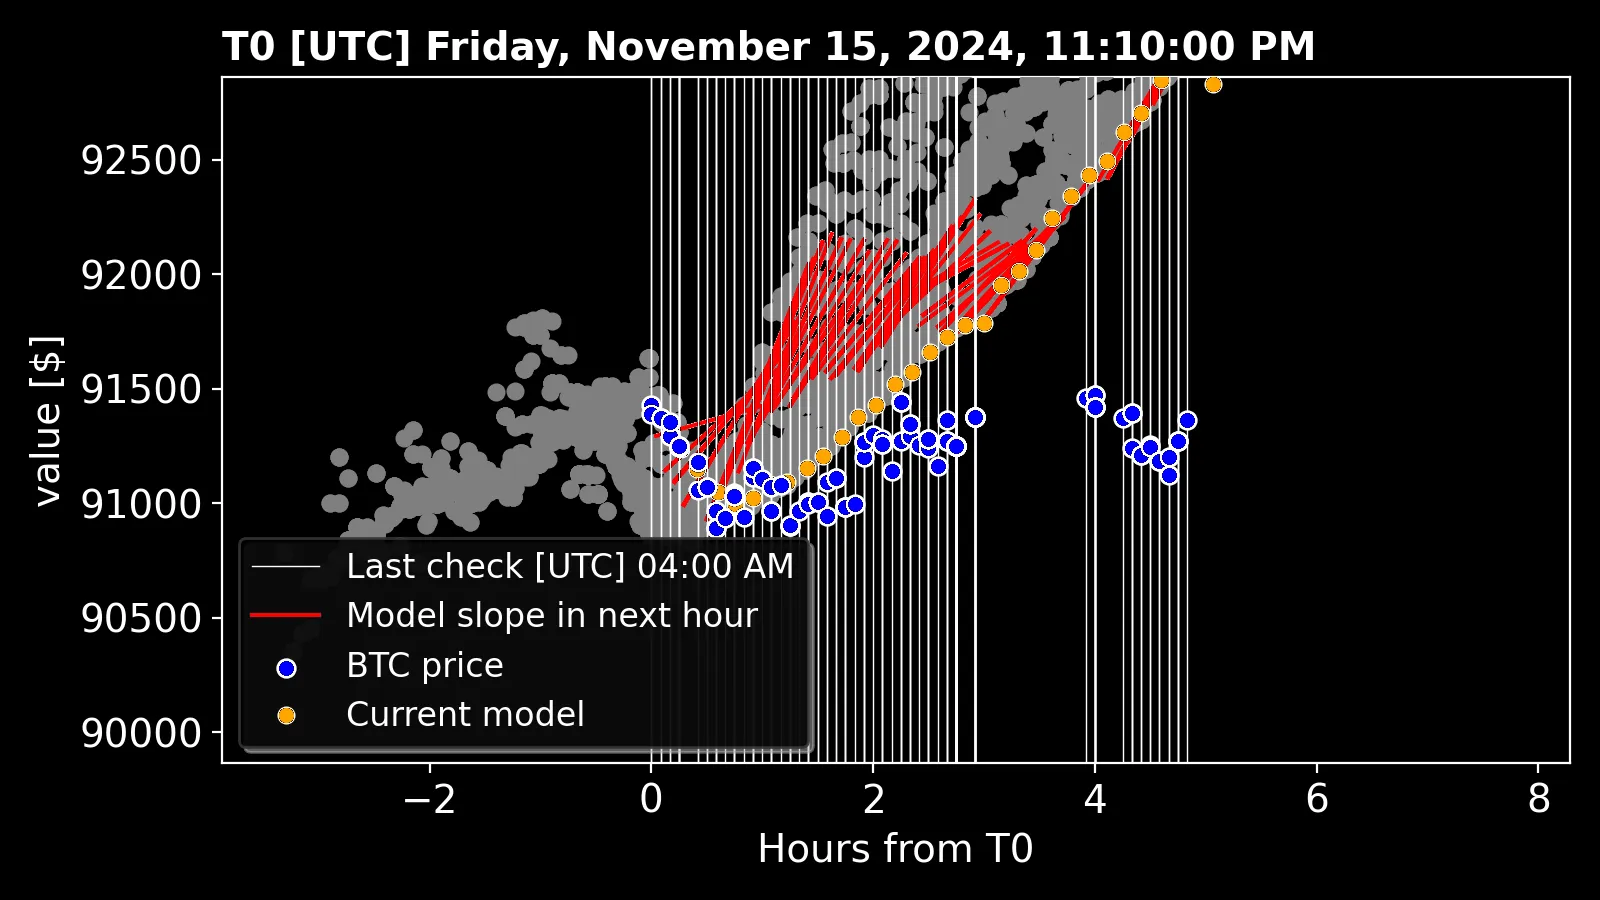 T0 [UTC] Friday, November 15, 2024, 11:10:00 PM
value [$]
92500
92000
91500
91000
90500
90000
Last check [UTC] 04:00 AM
Model slope in next hour
BTC price
Current model
−2 0 2 4 6 8
Hours from T0